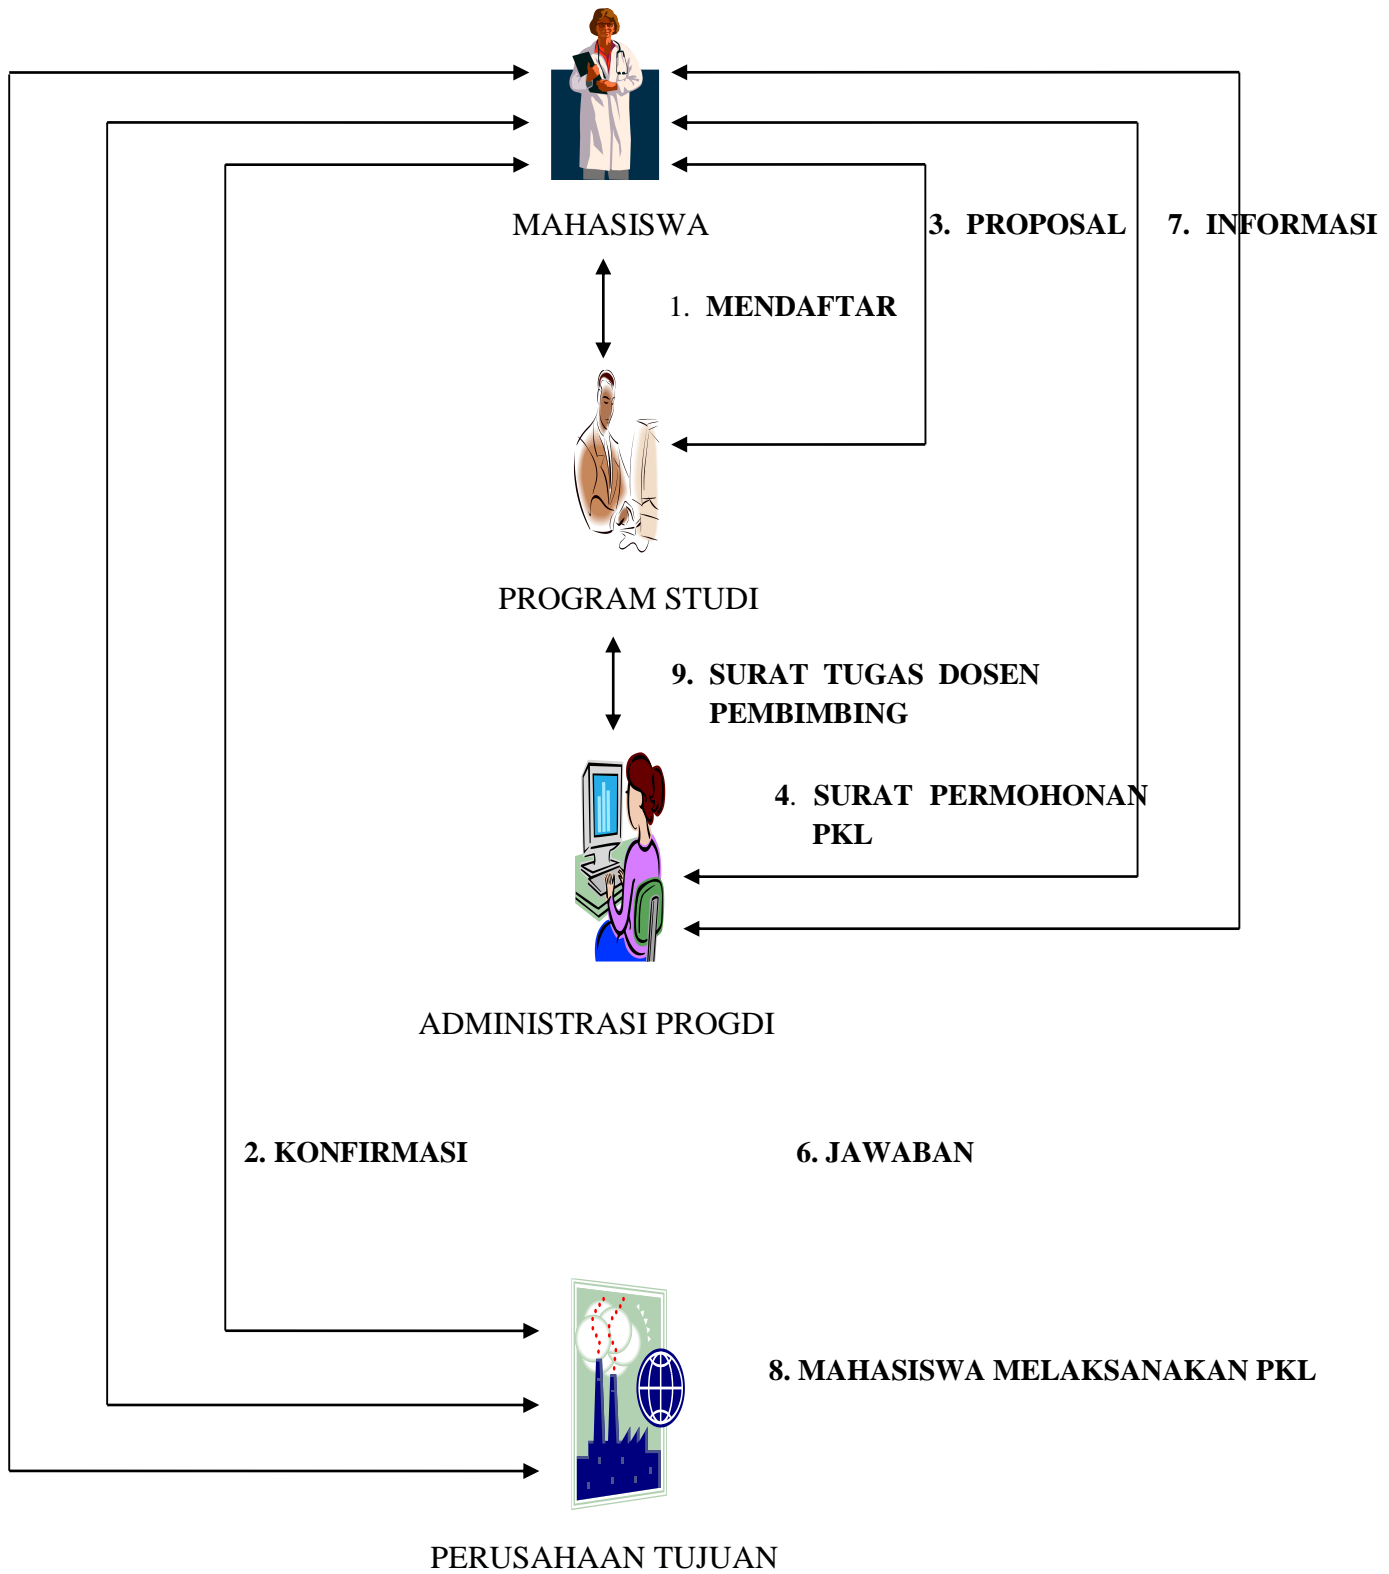 MAHASISWA
3. PROPOSAL
7. INFORMASI
1. MENDAFTAR
PROGRAM STUDI
9. SURAT TUGAS DOSEN
PEMBIMBING
4. SURAT PERMOHONAN
PKL
ADMINISTRASI PROGDI
2. KONFIRMASI
6. JAWABAN
8. MAHASISWA MELAKSANAKAN PKL
PERUSAHAAN TUJUAN